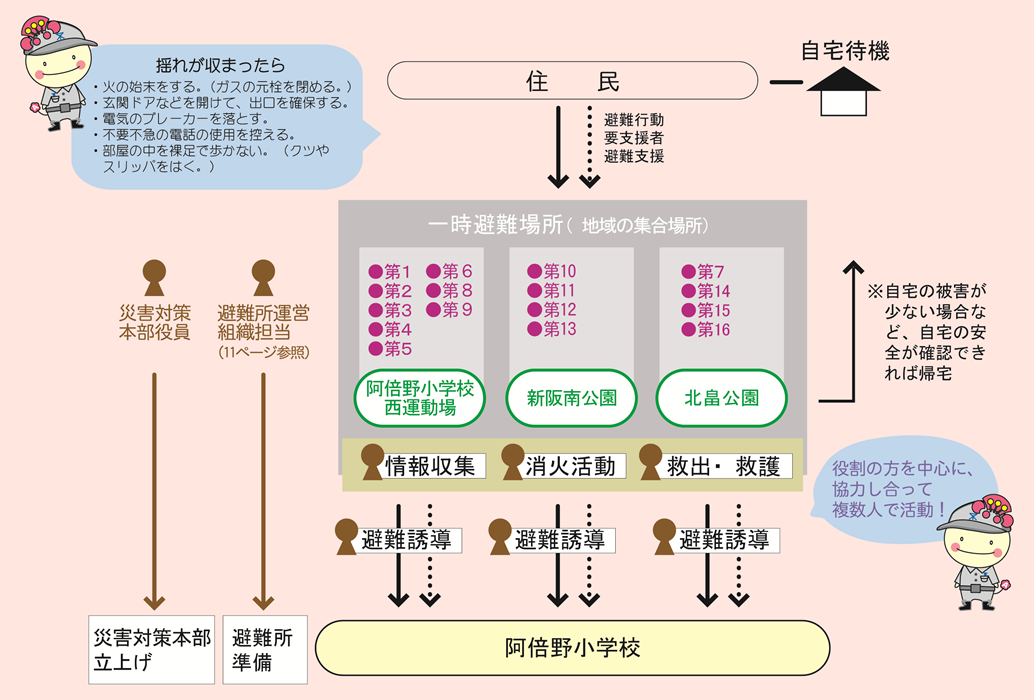 揺れが収まったら
・火の始末をする。（ガスの元栓を閉める。）
・玄関ドアなどを開けて、出口を確保する。
・電気のブレーカーを落とす。
・不要不急の電話の使用を控える。
・部屋の中を裸足で歩かない。（クツや
スリッパをはく。）
住　民
自宅待機
避難行動
要支援者
避難支援
一時避難場所（ 地域の集合場所）
●第1
●第2
●第3
●第4
●第5
●第６
●第８
●第９
阿倍野小学校
西運動場
●第10
●第11
●第12
●第13
新阪南公園
●第７
●第14
●第15
●第16
北畠公園
災害対策
本部役員
避難所運営
組織担当
（11ページ参照）
※自宅の被害が
少ない場合な
ど、自宅の安
全が確認でき
れば帰宅
情報収集
消火活動
救出・救護
役割の方を中心に、
協力し合って
複数人で活動！
避難誘導
避難誘導
避難誘導
災害対策本部
立上げ
避難所
準備
阿倍野小学校